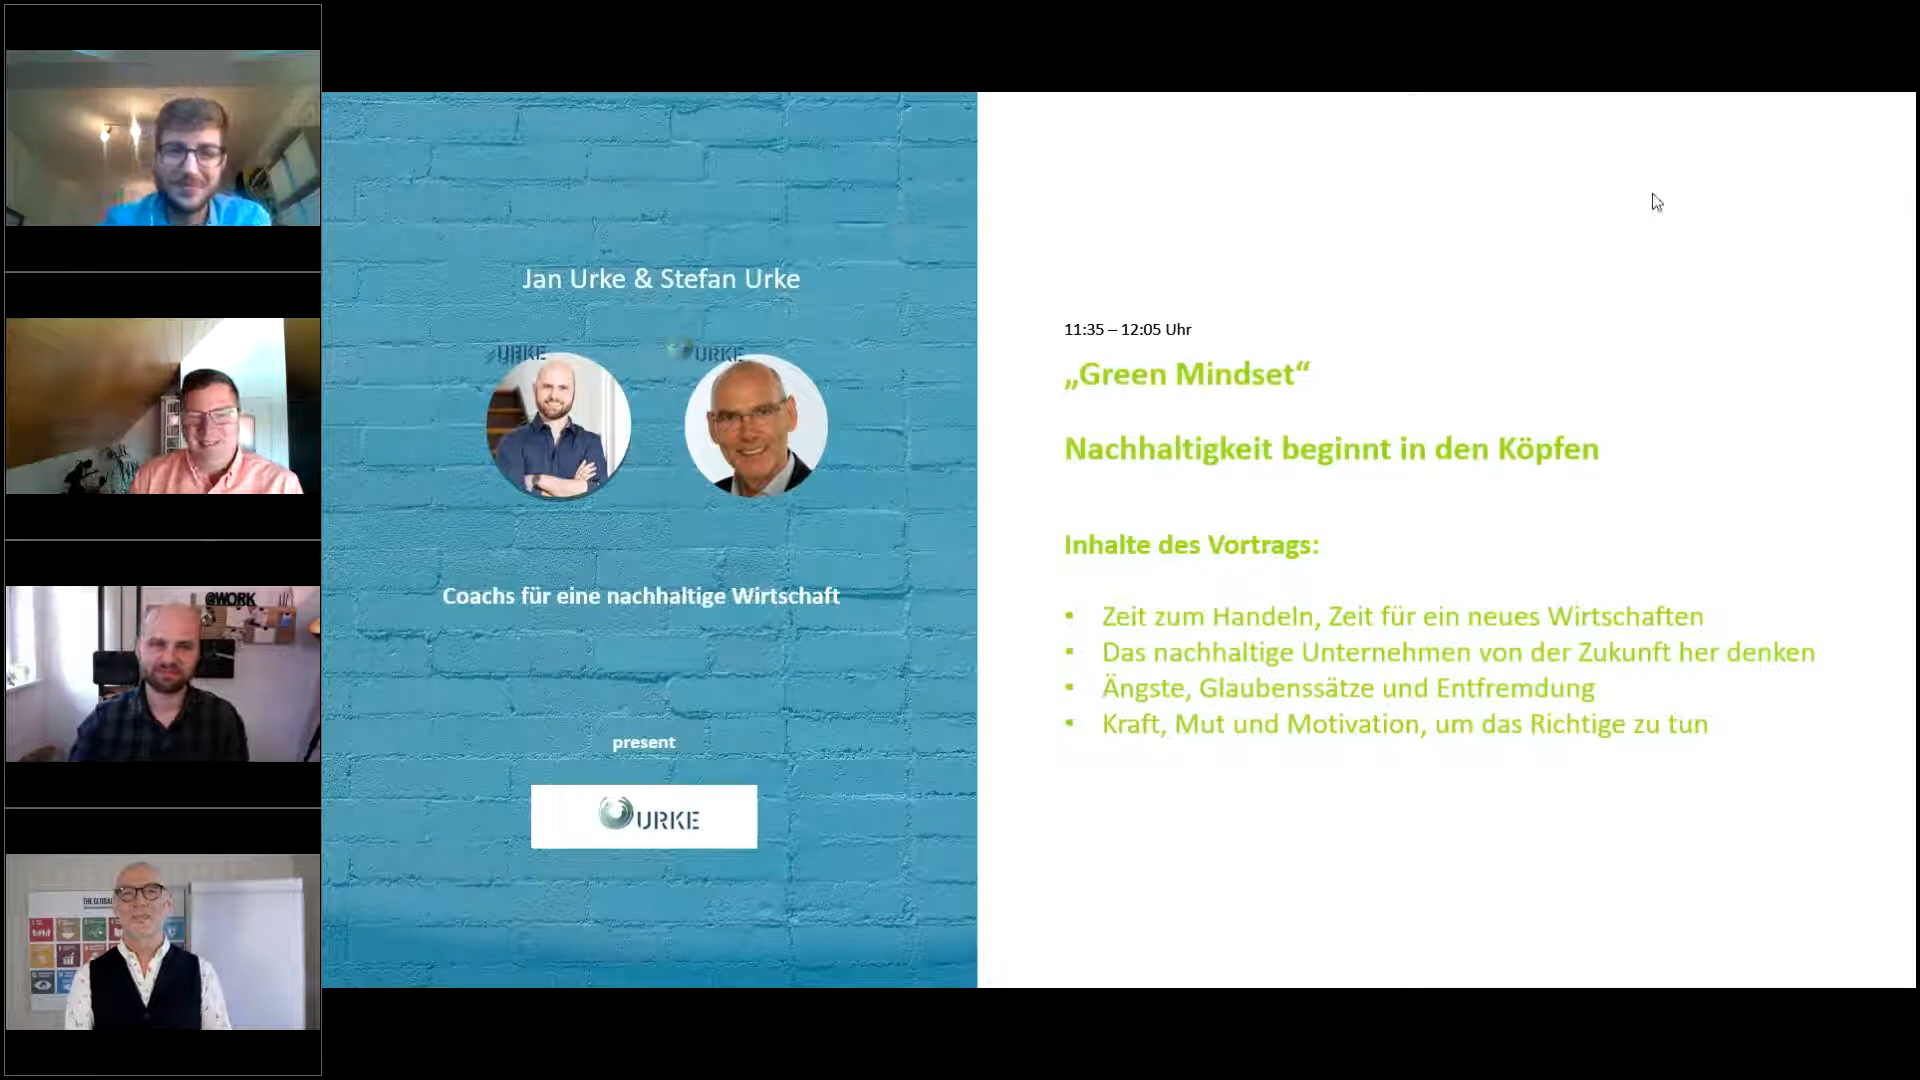 @WORK
THE GLOBAL
Jan Urke & Stefan Urke
URKE
URKE
Coachs für eine nachhaltige Wirtschaft
present
URKE
11:35 – 12:05 Uhr
„Green Mindset“
Nachhaltigkeit beginnt in den Köpfen
Inhalte des Vortrags:
• Zeit zum Handeln, Zeit für ein neues Wirtschaften
• Das nachhaltige Unternehmen von der Zukunft her denken
• Ängste, Glaubenssätze und Entfremdung
• Kraft, Mut und Motivation, um das Richtige zu tun